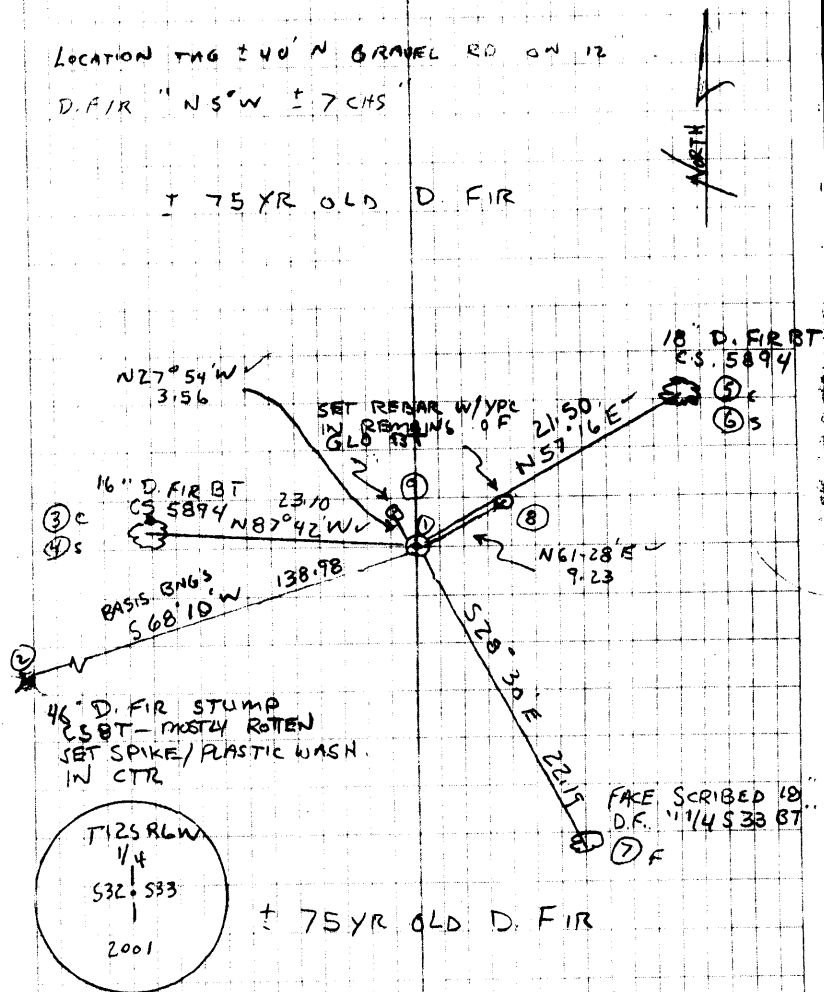 LOCATION TAG ± 40' N GRAVEL RD ON 12
D. FIR " N 5° W ± 7 CHS "
± 75 YR OLD D. FIR
NORTH
18" D. FIR BT
C.S. 5894
⑤ C
⑥ S
N27°54'W
3.56
SET REBAR W/YPC
IN REMAINS OF
GLO BT'S
21.50
N57-16'E
⑨
16" D. FIR BT
CS 5894
③ C
④ S
23.10
N87°42'W
①
⑧
N61-28'E
9.23
BASIS BNG'S
138.98
S68°10'W
②
46" D. FIR STUMP
CS BT - MOSTLY ROTTEN
SET SPIKE/PLASTIC WASH.
IN CTR
S28°30'E
22.19
FACE SCRIBED 18"
D.F. "1/4 S33 BT"
⑦ F
T12S R6W
1/4
S32 S33
2001
± 75 YR OLD D. FIR